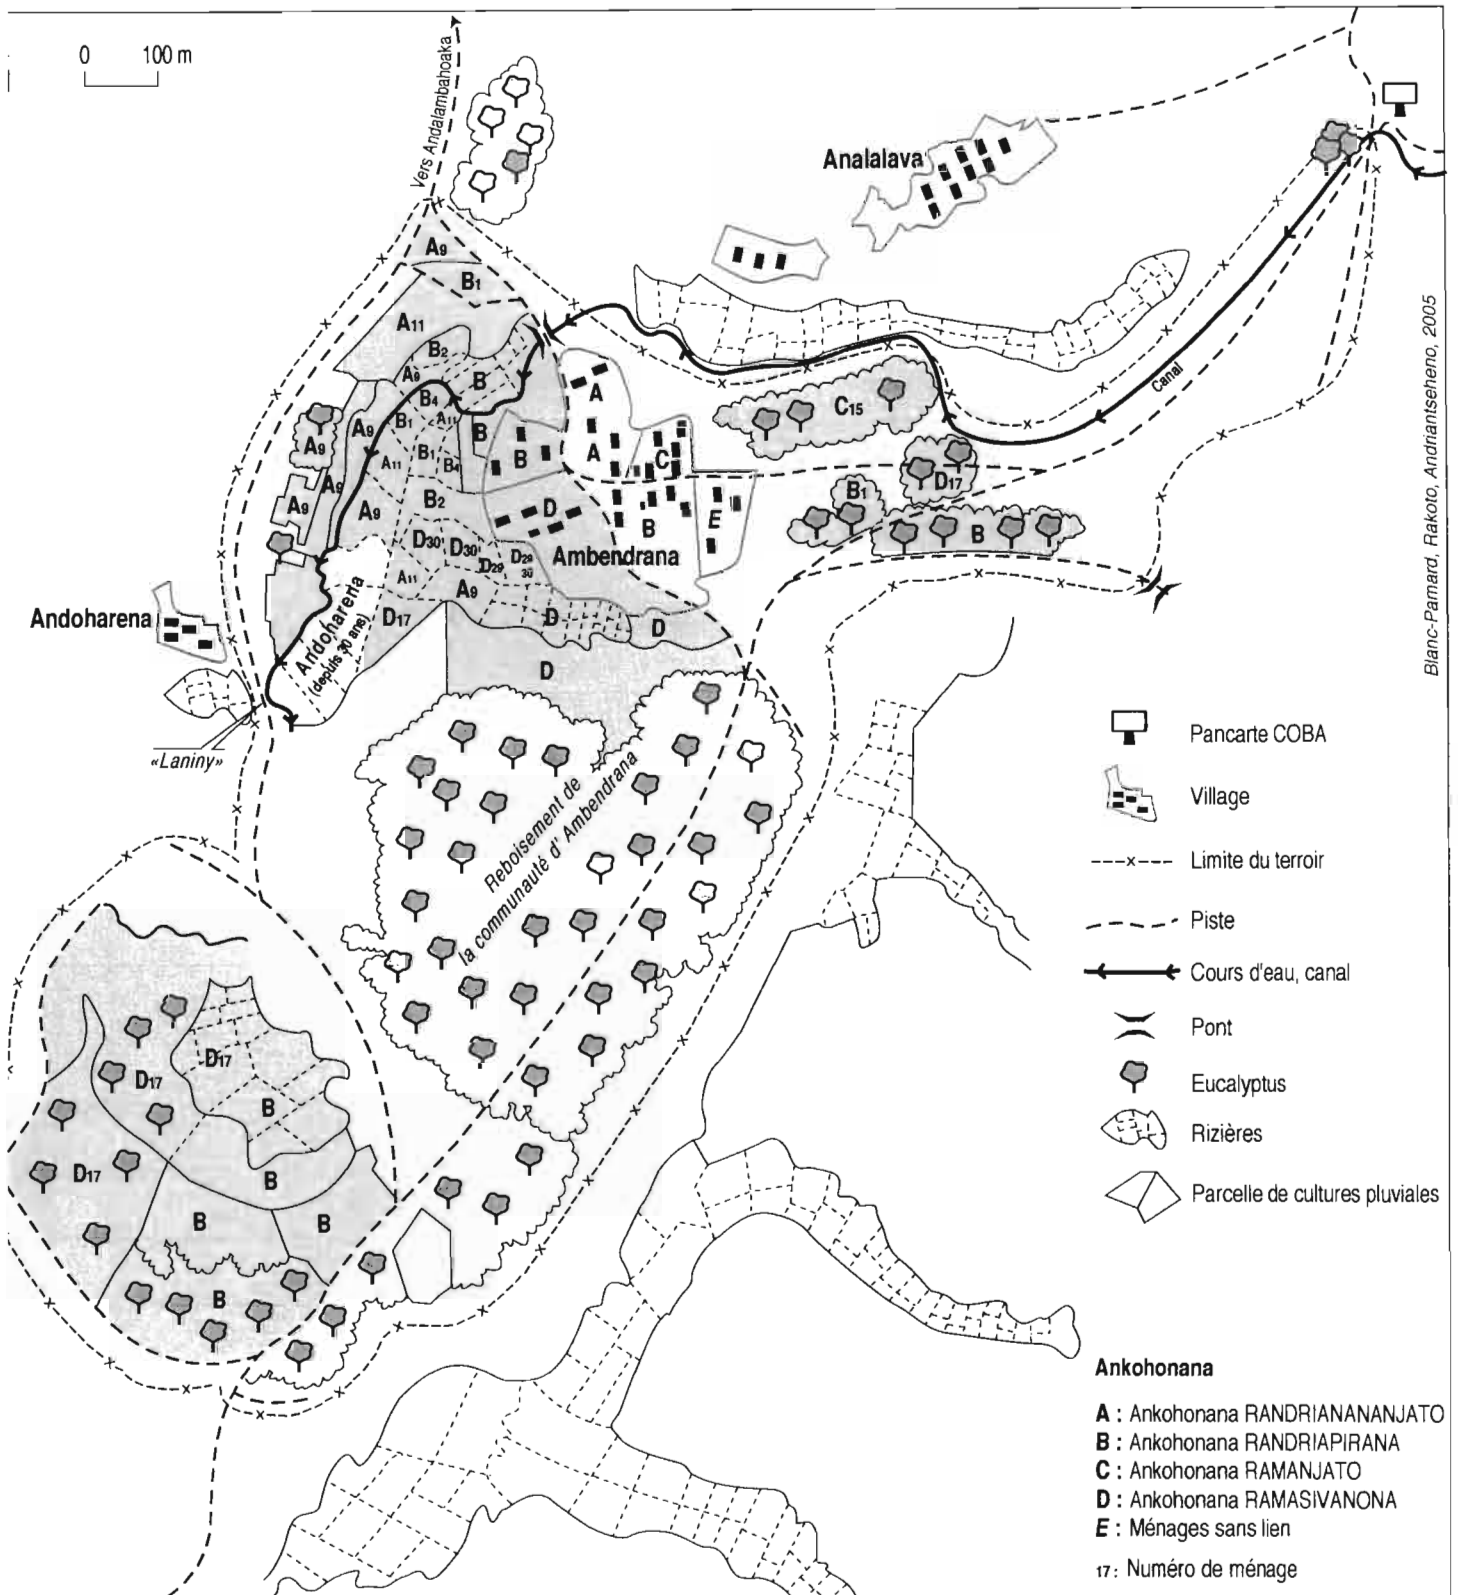 0 100 m
Vers Andalambahoaka
Analalava
Blanc-Pamard, Rakoto, Andriantseheno, 2005
A9
B1
A11
B2
A9
B
B4
A9
B1
A11
B
A
A9
A11
B1
B4
B
A
C
C15
Canal
A9
A9
A9
B2
D
B
E
B1
D17
B
D30
D30
D29
D29
30
Ambendrana
A11
A9
D
D
Andoharena
Andoharena
(depuis 30 ans)
D17
D
«Laniny»
Reboisement de
la communauté d'Ambendrana
D17
D17
B
D17
B
B
B
B
Pancarte COBA
Village
Limite du terroir
Piste
Cours d'eau, canal
Pont
Eucalyptus
Rizières
Parcelle de cultures pluviales
Ankohonana
A : Ankohonana RANDRIANANANJATO
B : Ankohonana RANDRIAPIRANA
C : Ankohonana RAMANJATO
D : Ankohonana RAMASIVANONA
E : Ménages sans lien
17: Numéro de ménage